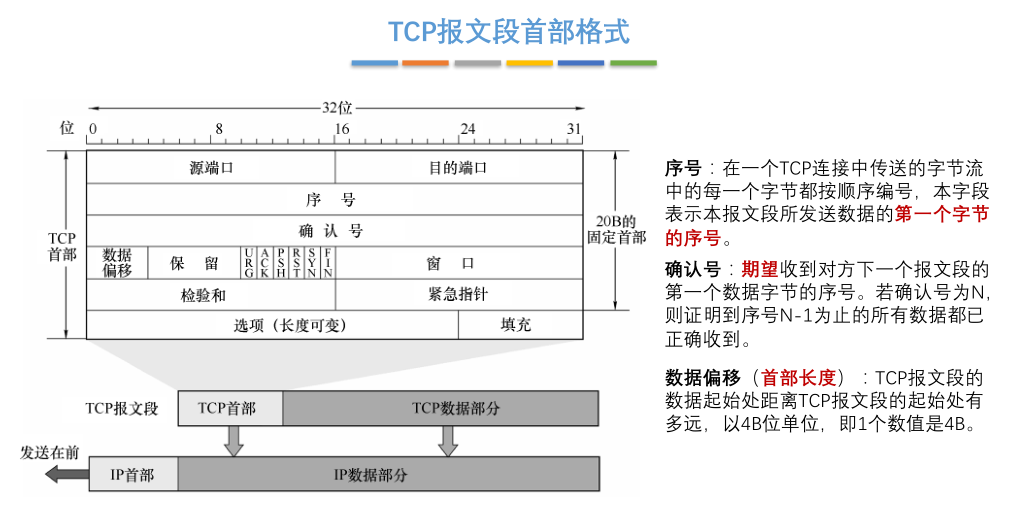 TCP报文段首部格式
32位
位 0 8 16 24 31
源端口 目的端口
序 号
确 认 号
数据偏移 保 留 URG ACK PSH RST SYN FIN 窗 口
检验和 紧急指针
选项（长度可变） 填充
TCP首部
20B的固定首部
TCP报文段 TCP首部 TCP数据部分
发送在前
IP首部 IP数据部分
序号：在一个TCP连接中传送的字节流
中的每一个字节都按顺序编号，本字段
表示本报文段所发送数据的第一个字节
的序号。
确认号：期望收到对方下一个报文段的
第一个数据字节的序号。若确认号为N，
则证明到序号N-1为止的所有数据都已
正确收到。
数据偏移（首部长度）：TCP报文段的
数据起始处距离TCP报文段的起始处有
多远，以4B位单位，即1个数值是4B。